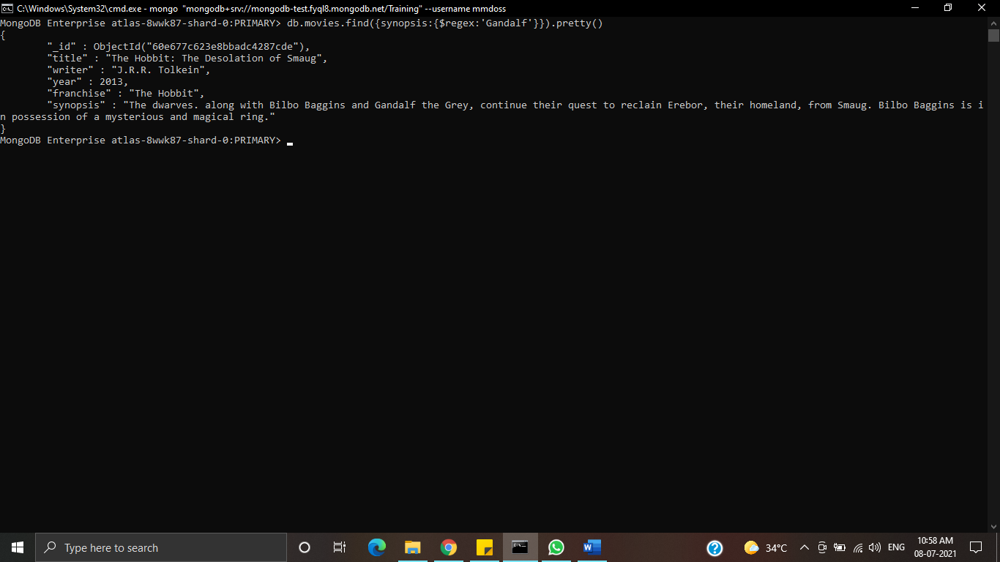 C:\Windows\System32\cmd.exe - mongo  "mongodb+srv://mongodb-test.fyql8.mongodb.net/Training" --username mmdoss
MongoDB Enterprise atlas-8wwk87-shard-0:PRIMARY> db.movies.find({synopsis:{$regex:'Gandalf'}}).pretty()
{
        "_id" : ObjectId("60e677c623e8bbadc4287cde"),
        "title" : "The Hobbit: The Desolation of Smaug",
        "writer" : "J.R.R. Tolkein",
        "year" : 2013,
        "franchise" : "The Hobbit",
        "synopsis" : "The dwarves. along with Bilbo Baggins and Gandalf the Grey, continue their quest to reclaim Erebor, their homeland, from Smaug. Bilbo Baggins is i
n possession of a mysterious and magical ring."
}
MongoDB Enterprise atlas-8wwk87-shard-0:PRIMARY>
Type here to search
34°C
ENG
10:58 AM
08-07-2021